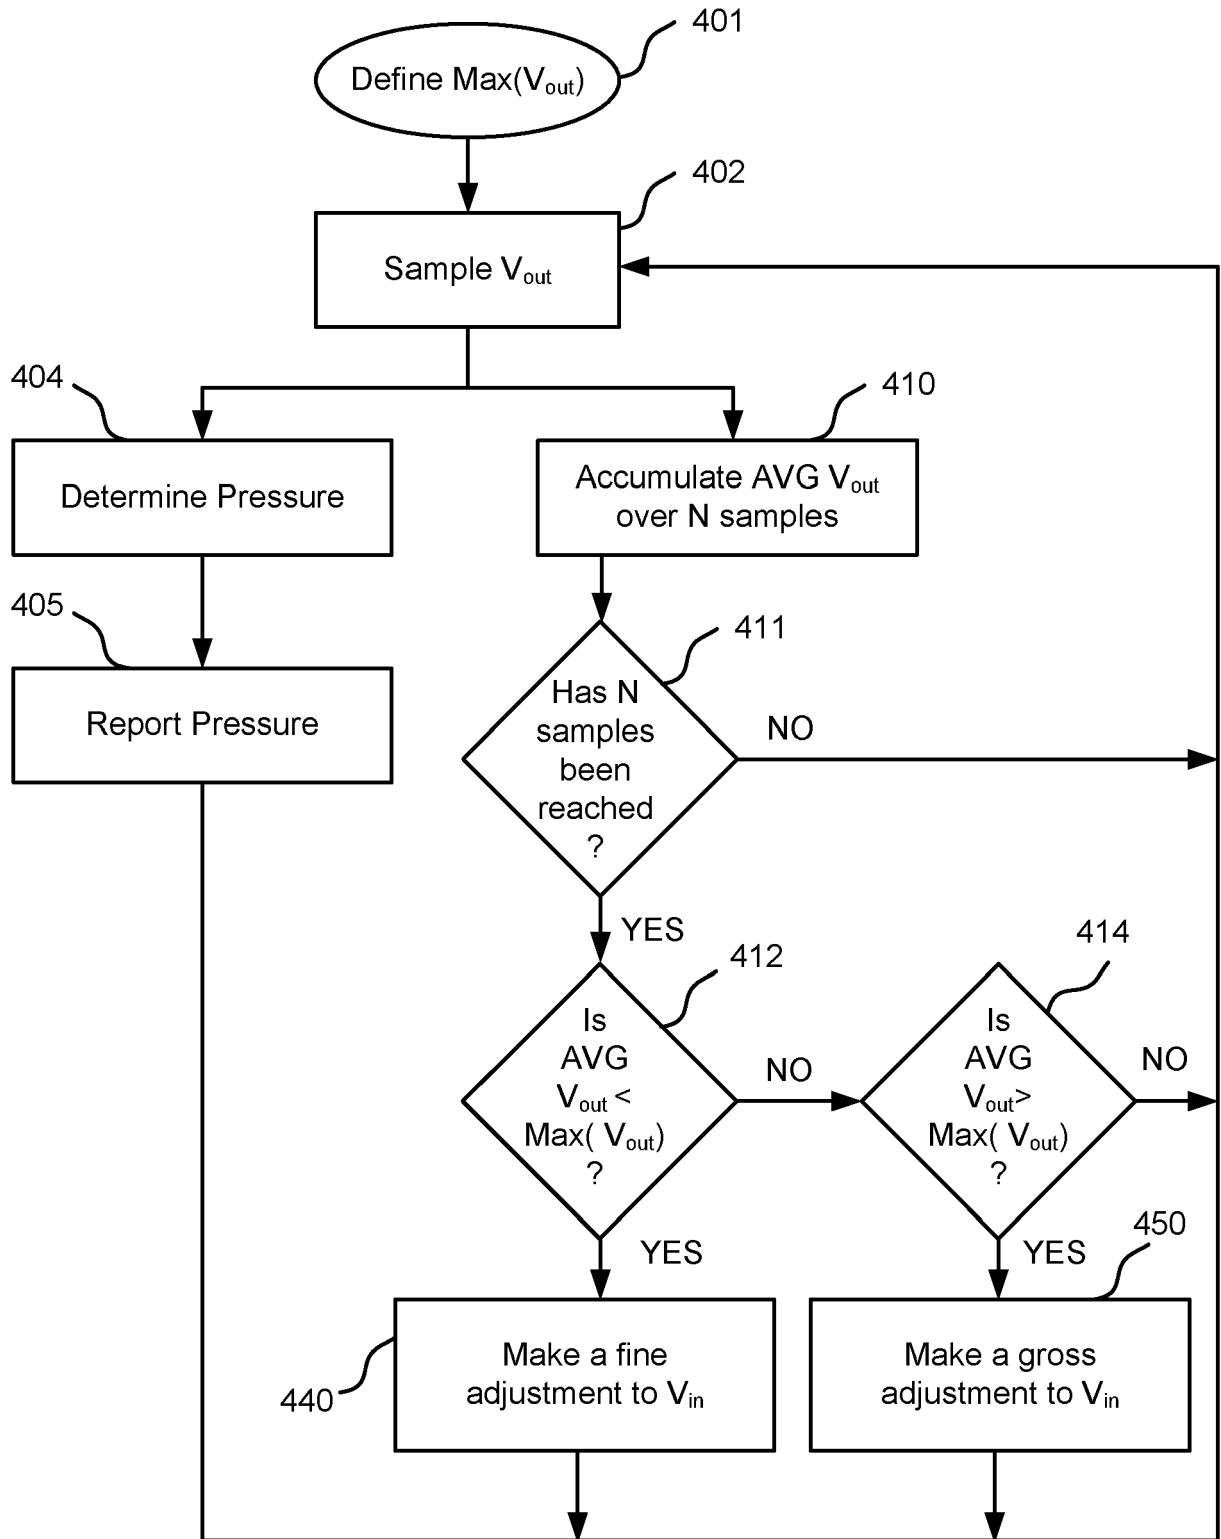 401
Define Max(Vout)
402
Sample Vout
404
410
Determine Pressure
Accumulate AVG Vout
over N samples
405
411
Report Pressure
Has N
samples
been
reached
?
NO
YES
412
414
Is
AVG
Vout <
Max( Vout)
?
NO
Is
AVG
Vout>
Max( Vout)
?
NO
YES
YES
450
440
Make a fine
adjustment to Vin
Make a gross
adjustment to Vin